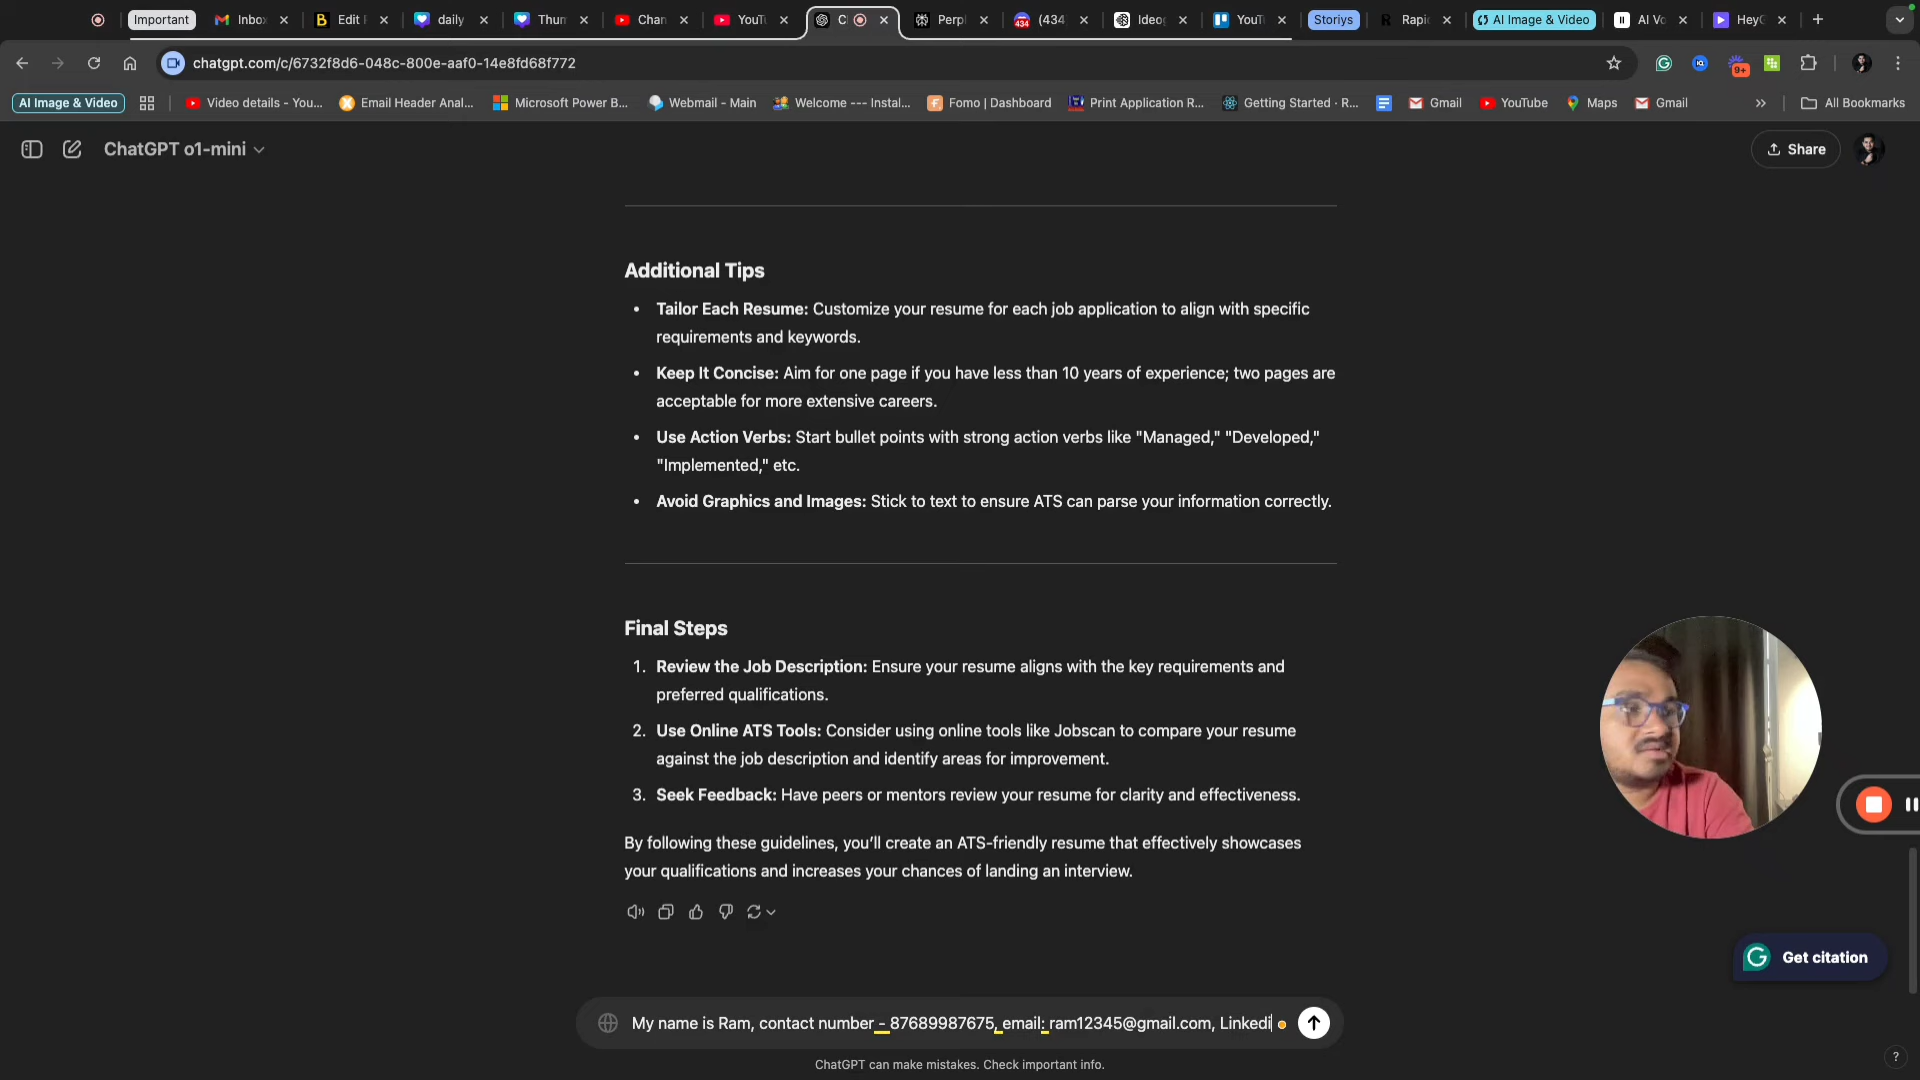 Important
Inbo
Edit
daily
Thun
Chan
YouTu
C
Perpl
(434
Ideo
YouTu
Storiys
Rapi
AI Image & Video
AI Vo
HeyG
chatgpt.com/c/6732f8d6-048c-800e-aaf0-14e8fd68f772
9+
AI Image & Video
Video details - You...
Email Header Anal...
Microsoft Power B...
Webmail - Main
Welcome --- Instal...
Fomo | Dashboard
Print Application R...
Getting Started · R...
Gmail
YouTube
Maps
Gmail
»
All Bookmarks
ChatGPT o1-mini
Share
Additional Tips
• Tailor Each Resume: Customize your resume for each job application to align with specific
requirements and keywords.
• Keep It Concise: Aim for one page if you have less than 10 years of experience; two pages are
acceptable for more extensive careers.
• Use Action Verbs: Start bullet points with strong action verbs like "Managed," "Developed,"
"Implemented," etc.
• Avoid Graphics and Images: Stick to text to ensure ATS can parse your information correctly.
Final Steps
1. Review the Job Description: Ensure your resume aligns with the key requirements and
preferred qualifications.
2. Use Online ATS Tools: Consider using online tools like Jobscan to compare your resume
against the job description and identify areas for improvement.
3. Seek Feedback: Have peers or mentors review your resume for clarity and effectiveness.
By following these guidelines, you’ll create an ATS-friendly resume that effectively showcases
your qualifications and increases your chances of landing an interview.
Get citation
My name is Ram, contact number - 87689987675, email: ram12345@gmail.com, Linkedi
ChatGPT can make mistakes. Check important info.
?